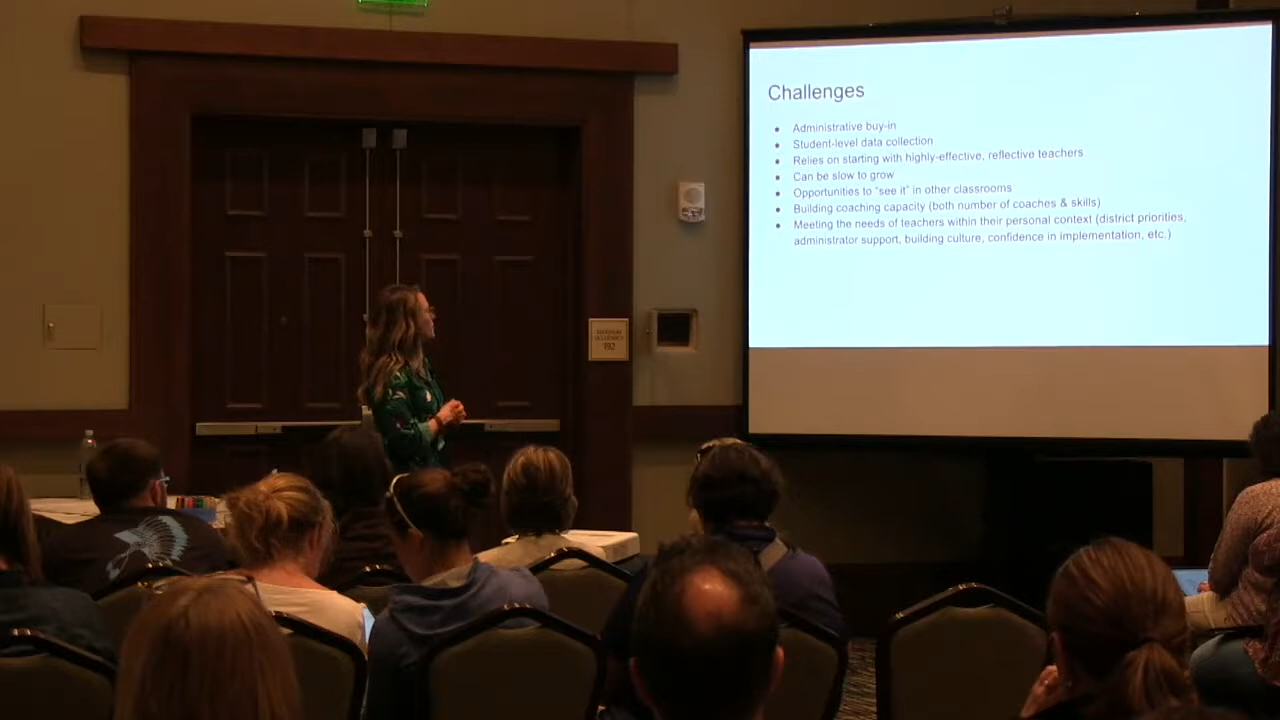 Challenges
● Administrative buy-in
● Student-level data collection
● Relies on starting with highly-effective, reflective teachers
● Can be slow to grow
● Opportunities to "see it" in other classrooms
● Building coaching capacity (both number of coaches & skills)
● Meeting the needs of teachers within their personal context (district priorities,
administrator support, building culture, confidence in implementation, etc.)
192